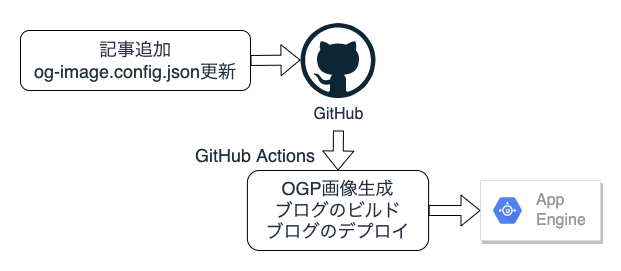 記事追加
og-image.config.json更新
GitHub
GitHub Actions
OGP画像生成
ブログのビルド
ブログのデプロイ
App
Engine